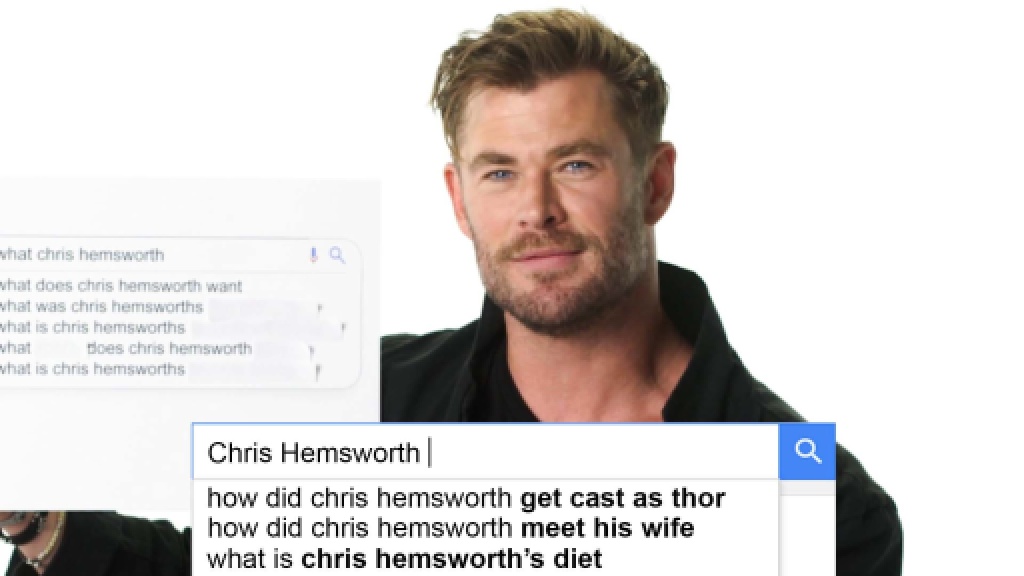 what chris hemsworth
what does chris hemsworth want
what was chris hemsworths
what is chris hemsworths
what does chris hemsworth
what is chris hemsworths
Chris Hemsworth
how did chris hemsworth get cast as thor
how did chris hemsworth meet his wife
what is chris hemsworth's diet